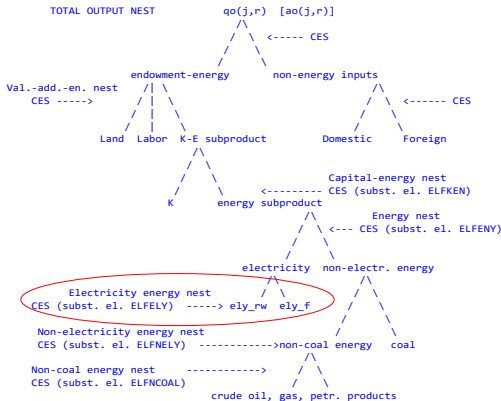 TOTAL OUTPUT NEST qo(j,r) [ao(j,r)]
/\
/ \ <----- CES
/ \
endowment-energy non-energy inputs
Val.-add.-en. nest /| \ /\
CES -----> / | \ / \ <------ CES
/ | \ / \
Land Labor K-E subproduct Domestic Foreign
/\
/ \ Capital-energy nest
/ \ <--------- CES (subst. el. ELFKEN)
K energy subproduct
/\ Energy nest
/ \ <--- CES (subst. el. ELFENY)
/ \
electricity non-electr. energy
/\ /\
Electricity energy nest / \ / \
CES (subst. el. ELFELY) -----> ely_rw ely_f / \
Non-electricity energy nest / \
CES (subst. el. ELFNELY) ------------>non-coal energy coal
/\
Non-coal energy nest ------------> / | \
CES (subst. el. ELFNCOAL) / | \
crude oil, gas, petr. products